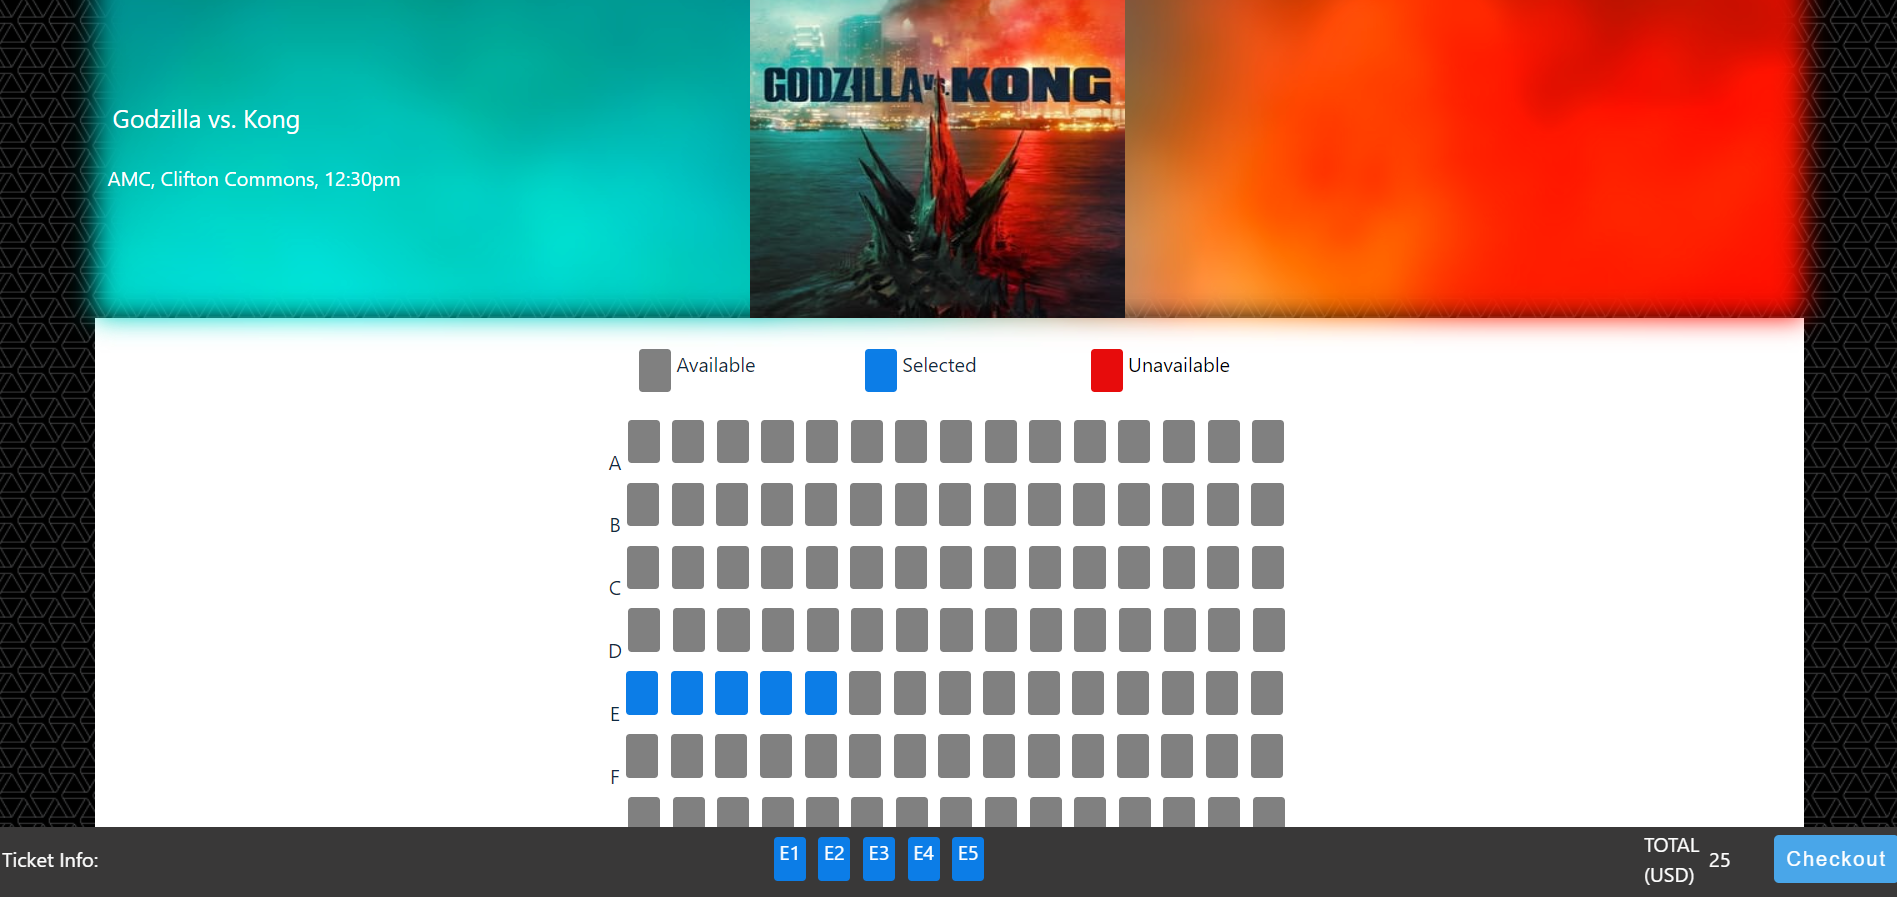 GODZILLA vs. KONG
Godzilla vs. Kong
AMC, Clifton Commons, 12:30pm
Available
Selected
Unavailable
A
B
C
D
E
F
Ticket Info:
E1 E2 E3 E4 E5
TOTAL
(USD)
25
Checkout